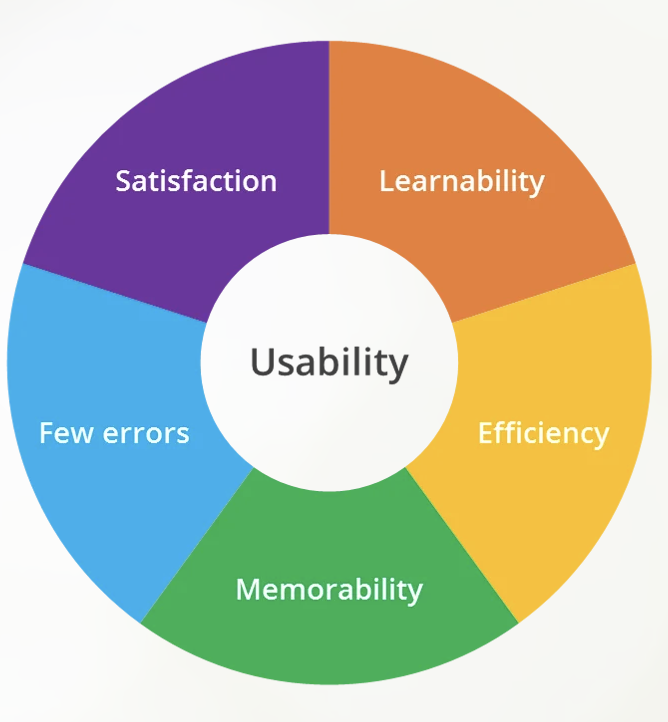 Satisfaction
Learnability
Usability
Few errors
Efficiency
Memorability